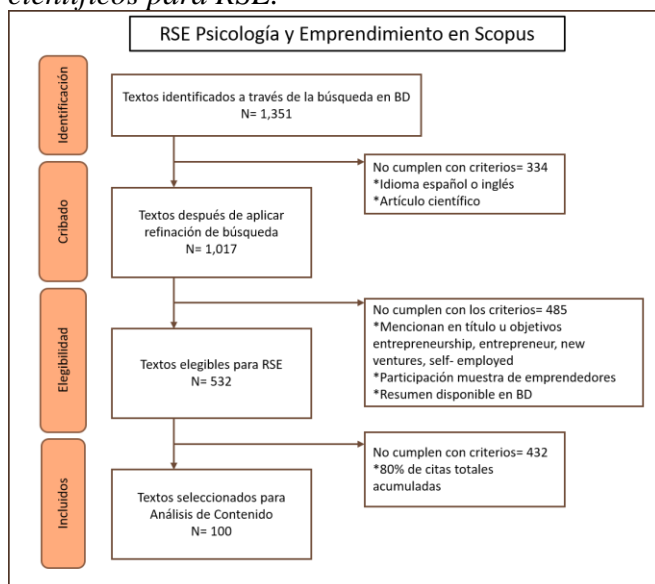 científicos para RSE.
RSE Psicología y Emprendimiento en Scopus
Identificación
Textos identificados a través de la búsqueda en BD
N= 1,351
No cumplen con criterios= 334
*Idioma español o inglés
*Artículo científico
Cribado
Textos después de aplicar
refinación de búsqueda
N= 1,017
No cumplen con los criterios= 485
*Mencionan en título u objetivos
entrepreneurship, entrepreneur, new
ventures, self- employed
*Participación muestra de emprendedores
*Resumen disponible en BD
Elegibilidad
Textos elegibles para RSE
N= 532
No cumplen con criterios= 432
*80% de citas totales
acumuladas
Incluidos
Textos seleccionados para
Análisis de Contenido
N= 100